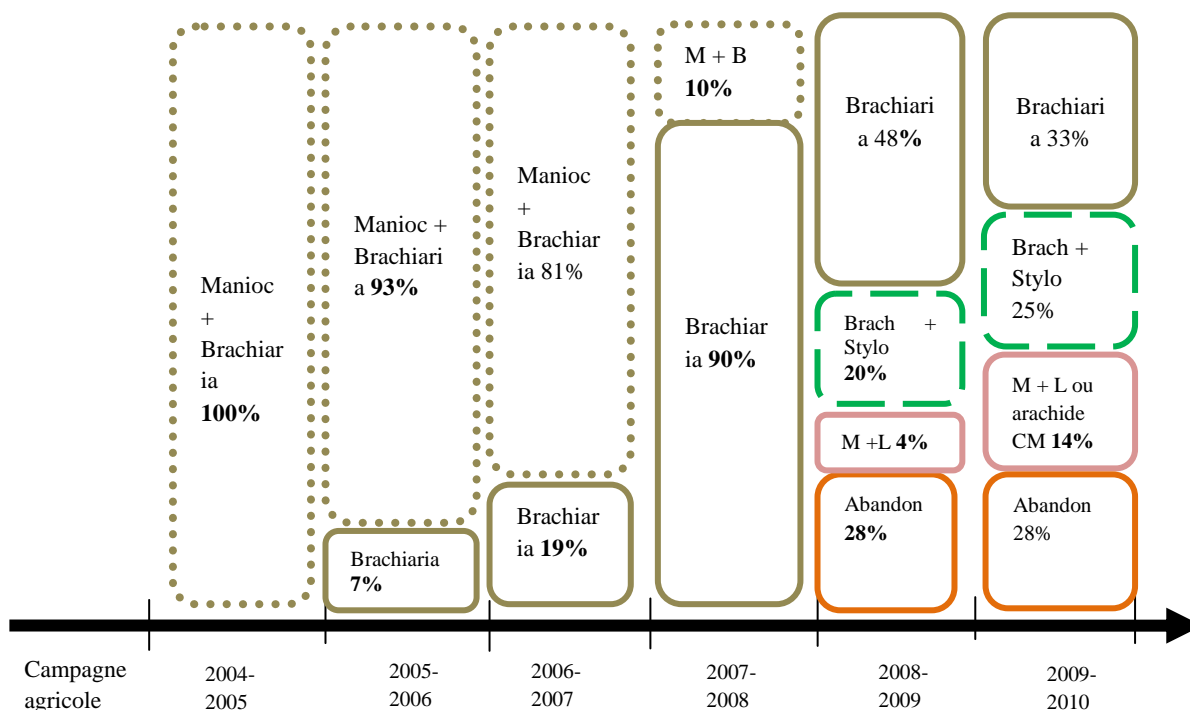 Manioc
+
Brachiar
ia
100%
Manioc +
Brachiari
a 93%
Brachiaria
7%
Manioc
+
Brachiar
ia 81%
Brachiar
ia 19%
M + B
10%
Brachiar
ia 90%
Brachiari
a 48%
Brach +
Stylo
20%
M +L 4%
Abandon
28%
Brachiari
a 33%
Brach +
Stylo
25%
M + L ou
arachide
CM 14%
Abandon
28%
Campagne
agricole
2004-
2005
2005-
2006
2006-
2007
2007-
2008
2008-
2009
2009-
2010